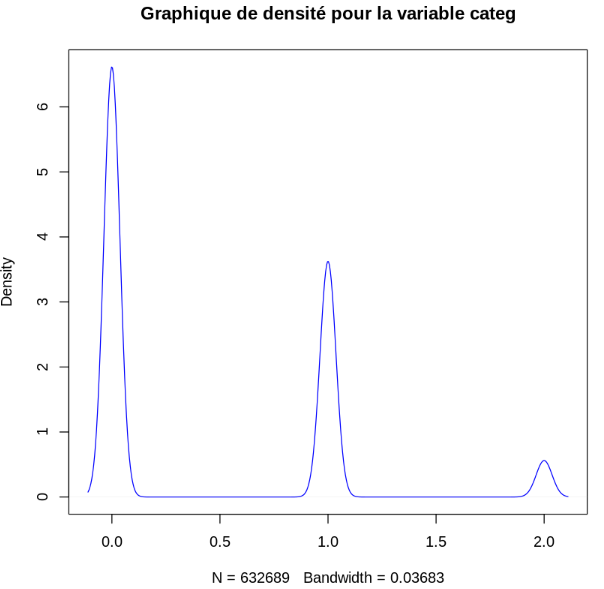 Graphique de densité pour la variable categ
Density
6
5
4
3
2
1
0
0.0 0.5 1.0 1.5 2.0
N = 632689 Bandwidth = 0.03683